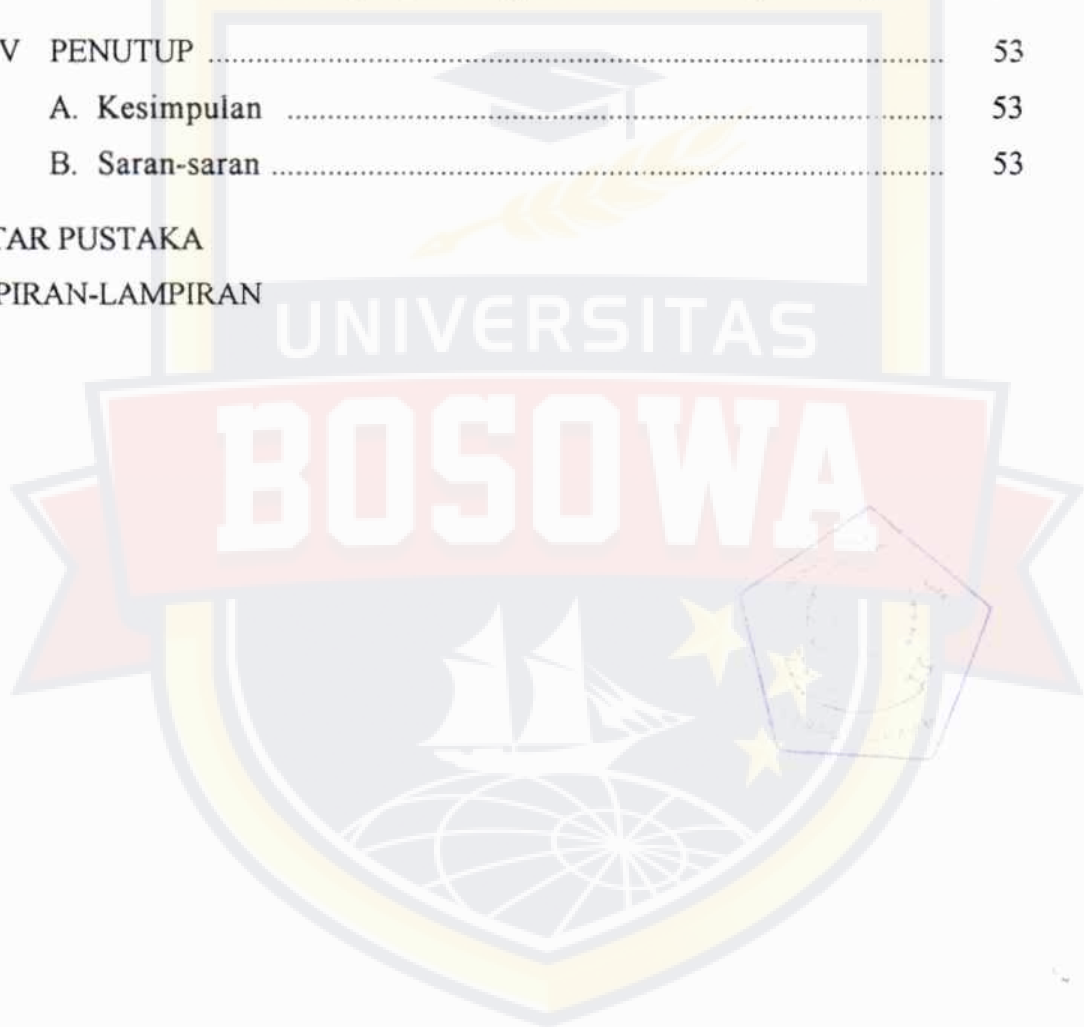 V PENUTUP ........................................................................ 53
A. Kesimpulan ................................................................ 53
B. Saran-saran ................................................................ 53
TAR PUSTAKA
PIRAN-LAMPIRAN
UNIVERSITAS
BOSOWA